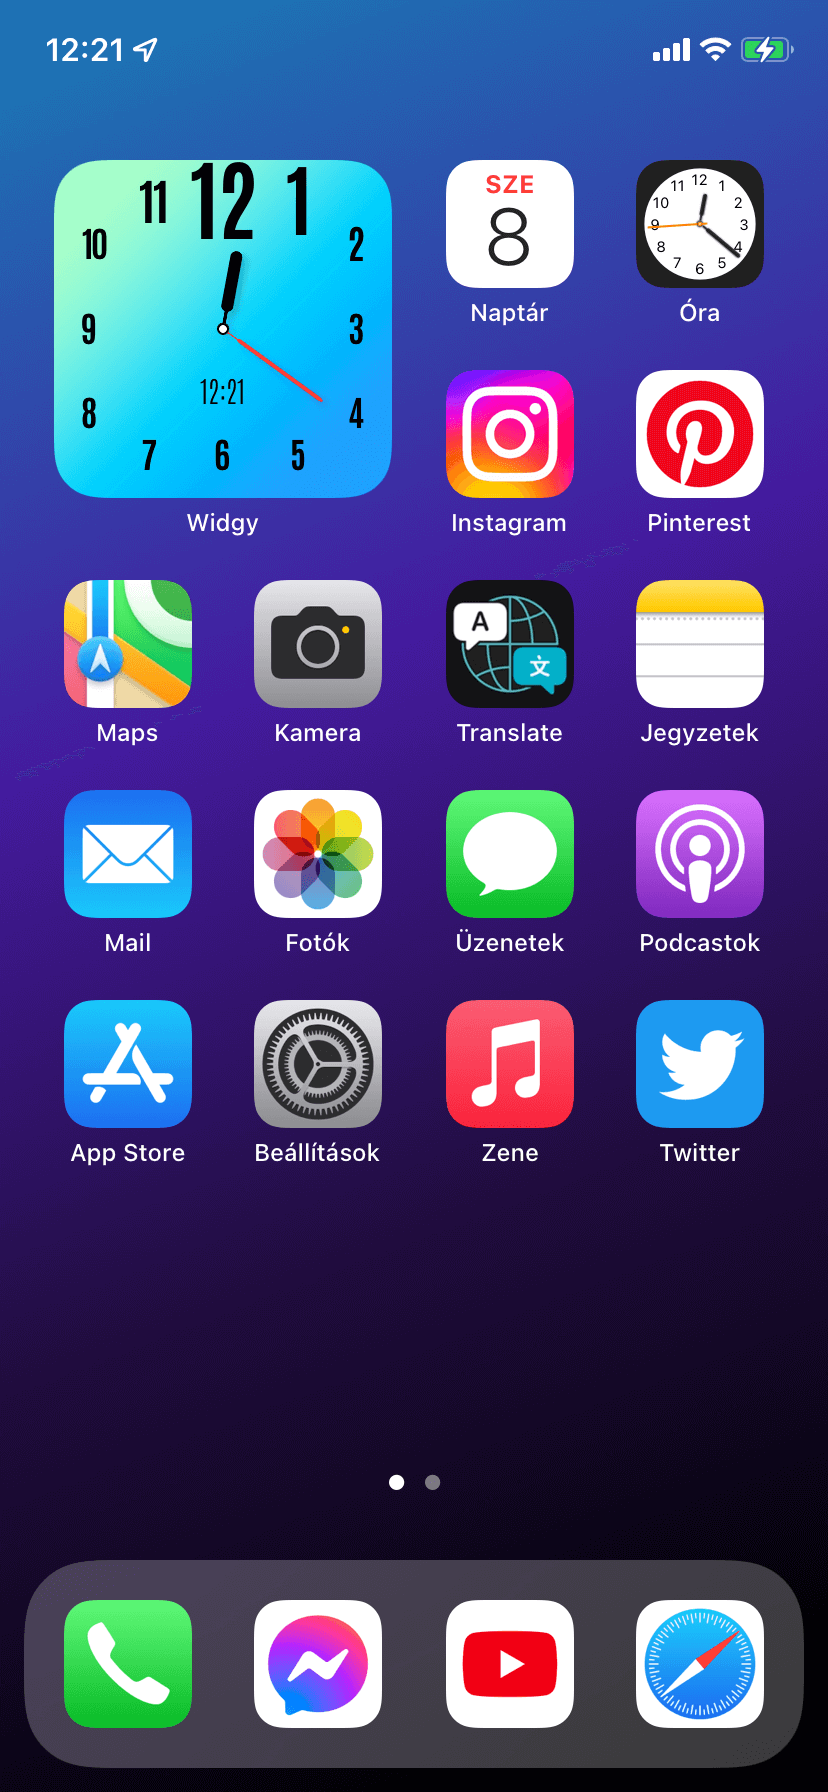 12:21
11 12 1
10 2
9 3
12:21
8 4
7 6 5
Widgy
SZE
8
Naptár
12
11 1
10 2
9 3
8 4
7 5
6
Óra
Instagram
Pinterest
A
文
Maps
Kamera
Translate
Jegyzetek
Mail
Fotók
Üzenetek
Podcastok
App Store
Beállítások
Zene
Twitter